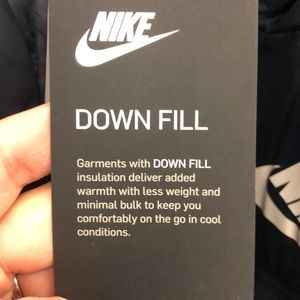 NIKE
DOWN FILL
Garments with DOWN FILL
insulation deliver added
warmth with less weight and
minimal bulk to keep you
comfortably on the go in cool
conditions.